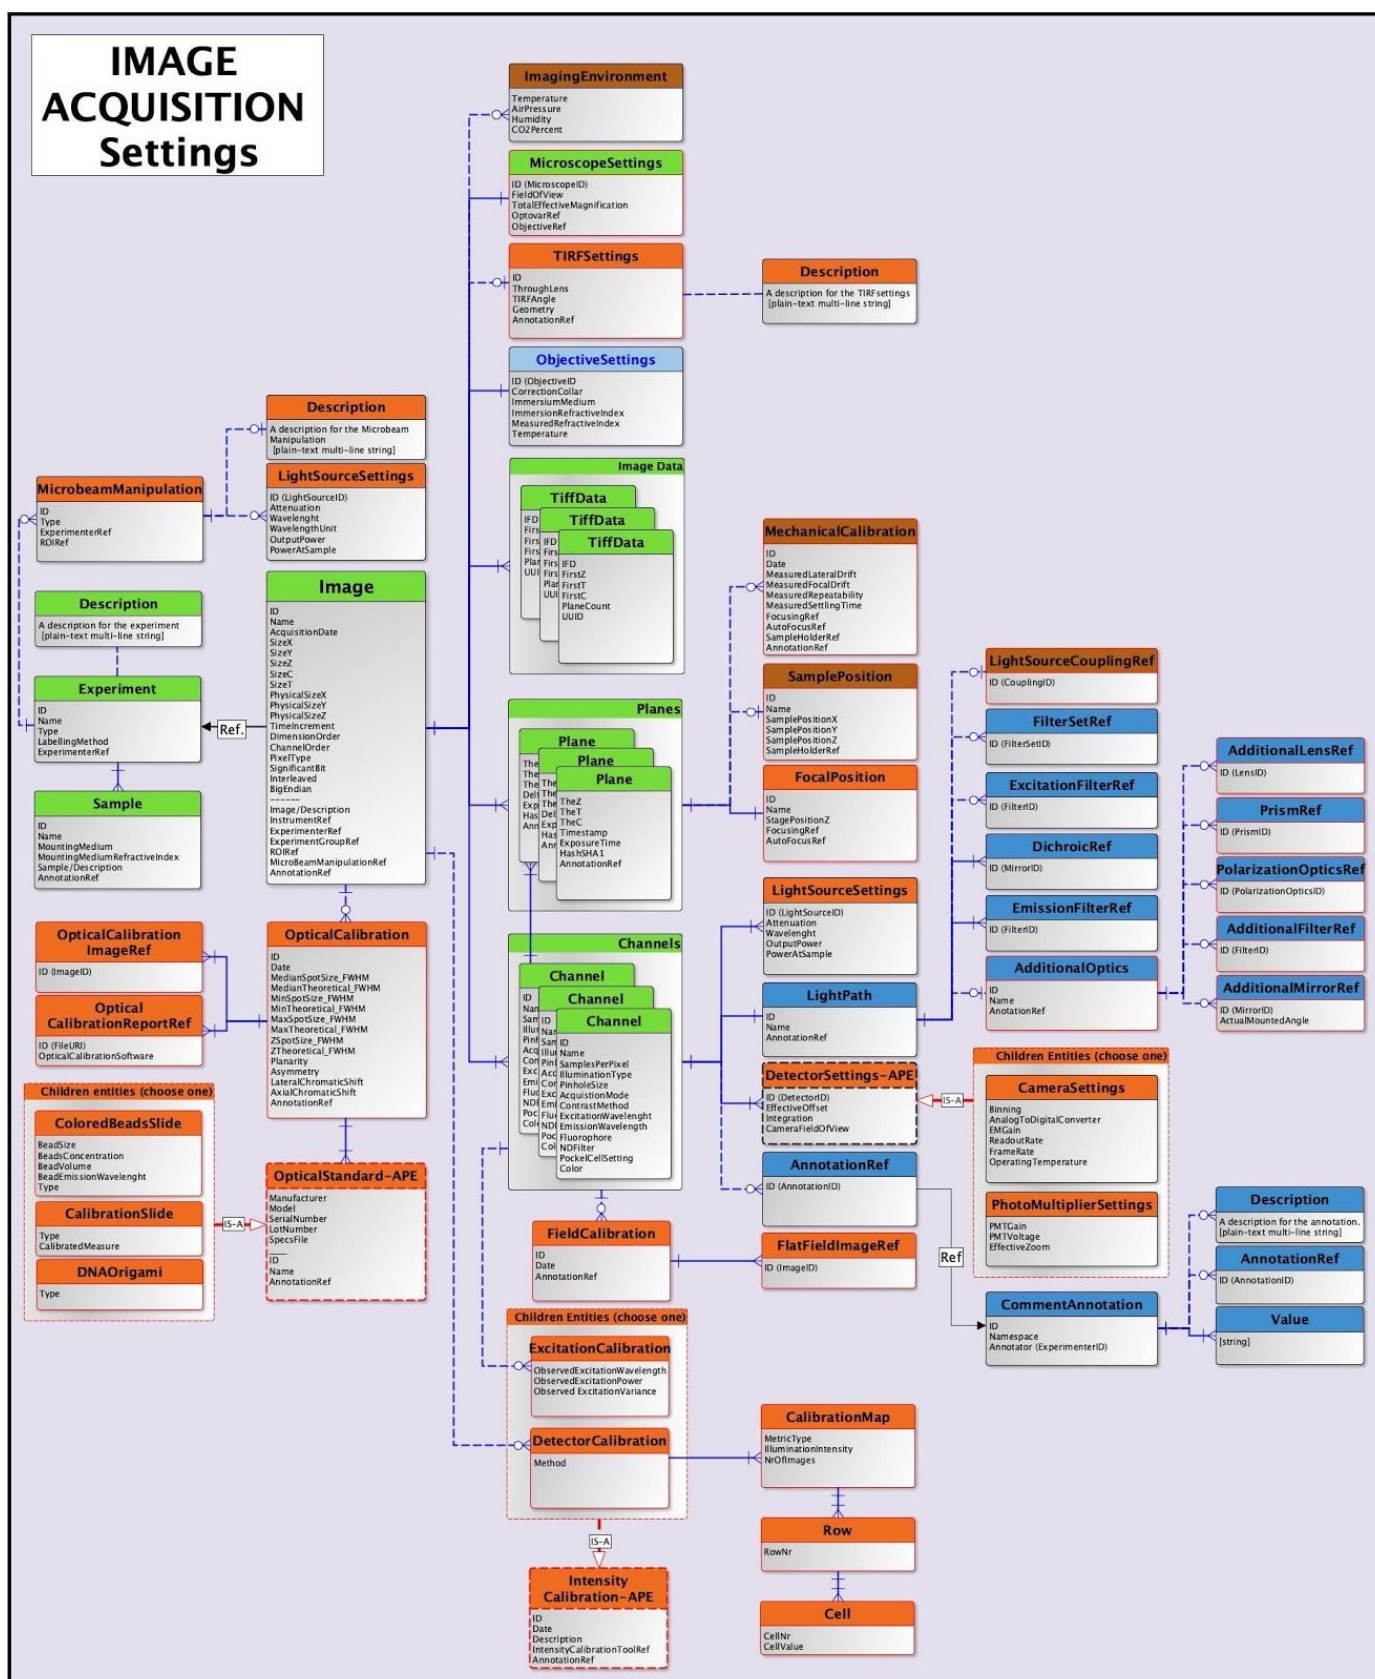 IMAGE
ACQUISITION
Settings
ImagingEnvironment
Temperature
AirPressure
Humidity
CO2Percent
MicroscopeSettings
ID (MicroscopeID)
FieldOfView
TotalEffectiveMagnification
OptovarRef
ObjectiveRef
TIRFSettings
ID
ThroughLens
TIRFAngle
Geometry
AnnotationRef
Description
A description for the TIRFsettings
[plain-text multi-line string]
ObjectiveSettings
ID (ObjectiveID
CorrectionCollar
ImmersiumMedium
ImmersionRefractiveIndex
MeasuredRefractiveIndex
Temperature
Description
A description for the Microbeam
Manipulation
[plain-text multi-line string]
LightSourceSettings
ID (LightSourceID)
Attenuation
Wavelenght
WavelengthUnit
OutputPower
PowerAtSample
MicrobeamManipulation
ID
Type
ExperimenterRef
ROIRef
Image Data
TiffData
IFD
TiffData
IFD
TiffData
IFD
FirstZ
FirstT
FirstC
PlaneCount
UUID
Description
A description for the experiment
[plain-text multi-line string]
Experiment
ID
Name
Type
LabellingMethod
ExperimenterRef
Ref.
Sample
ID
Name
MountingMedium
MountingMediumRefractiveIndex
Sample/Description
AnnotationRef
Image
ID
Name
AcquisitionDate
SizeX
SizeY
SizeZ
SizeC
SizeT
PhysicalSizeX
PhysicalSizeY
PhysicalSizeZ
TimeIncrement
DimensionOrder
ChannelOrder
PixelType
SignificantBit
Interleaved
BigEndian
------
Image/Description
InstrumentRef
ExperimenterRef
ExperimentGroupRef
ROIRef
MicroBeamManipulationRef
AnnotationRef
MechanicalCalibration
ID
Date
MeasuredLateralDrift
MeasuredFocalDrift
MeasuredRepeatability
MeasuredSettlingTime
FocusingRef
AutoFocusRef
SampleHolderRef
AnnotationRef
SamplePosition
ID
Name
SamplePositionX
SamplePositionY
SamplePositionZ
SampleHolderRef
FocalPosition
ID
Name
StagePositionZ
FocusingRef
AutoFocusRef
Planes
Plane
Plane
Plane
TheZ
TheT
TheC
Timestamp
ExposureTime
HashSHA1
AnnotationRef
LightSourceCouplingRef
ID (CouplingID)
FilterSetRef
ID (FilterSetID)
ExcitationFilterRef
ID (FilterID)
DichroicRef
ID (MirrorID)
EmissionFilterRef
ID (FilterID)
AdditionalOptics
ID
Name
AnotationRef
AdditionalLensRef
ID (LensID)
PrismRef
ID (PrismID)
PolarizationOpticsRef
ID (PolarizationOpticsID)
AdditionalFilterRef
ID (FilterID)
AdditionalMirrorRef
ID (MirrorID)
ActualMountedAngle
LightSourceSettings
ID (LightSourceID)
Attenuation
Wavelenght
OutputPower
PowerAtSample
LightPath
ID
Name
AnnotationRef
DetectorSettings-APE
ID (DetectorID)
EffectiveOffset
Integration
CameraFieldOfView
IS-A
Children Entities (choose one)
CameraSettings
Binning
AnalogToDigitalConverter
EMGain
ReadoutRate
FrameRate
OperatingTemperature
PhotoMultiplierSettings
PMTGain
PMTVoltage
EffectiveZoom
AnnotationRef
ID (AnnotationID)
Channels
Channel
ID
Channel
ID
Channel
ID
Name
SamplesPerPixel
IlluminationType
PinholeSize
AcqustionMode
ContrastMethod
ExcitationWavelenght
EmissionWavelength
Fluorophore
NDFilter
PockelCellSetting
Color
OpticalCalibration
ImageRef
ID (ImageID)
Optical
CalibrationReportRef
ID (FileURI)
OpticalCalibrationSoftware
OpticalCalibration
ID
Date
MedianSpotSize_FWHM
MedianTheoretical_FWHM
MinSpotSize_FWHM
MinTheoretical_FWHM
MaxSpotSize_FWHM
MaxTheoretical_FWHM
ZSpotSize_FWHM
ZTheoretical_FWHM
Planarity
Asymmetry
LateralChromaticShift
AxialChromaticShift
AnnotationRef
Children entities (choose one)
ColoredBeadsSlide
BeadSize
BeadsConcentration
BeadVolume
BeadEmissionWavelenght
Type
CalibrationSlide
Type
CalibratedMeasure
DNAOrigami
Type
IS-A
OpticalStandard-APE
Manufacturer
Model
SerialNumber
LotNumber
SpecsFile
ID
Name
AnnotationRef
FieldCalibration
ID
Date
AnnotationRef
FlatFieldImageRef
ID (ImageID)
Ref
CommentAnnotation
ID
Namespace
Annotator (ExperimenterID)
Description
A description for the annotation.
[plain-text multi-line string]
AnnotationRef
ID (AnnotationID)
Value
[string]
Children Entities (choose one)
ExcitationCalibration
ObservedExcitationWavelength
ObservedExcitationPower
Observed ExcitationVariance
DetectorCalibration
Method
CalibrationMap
MetricType
IlluminationIntensity
NrOfImages
Row
RowNr
Cell
CellNr
CellValue
IS-A
Intensity
Calibration-APE
ID
Date
Description
IntensityCalibrationToolRef
AnnotationRef